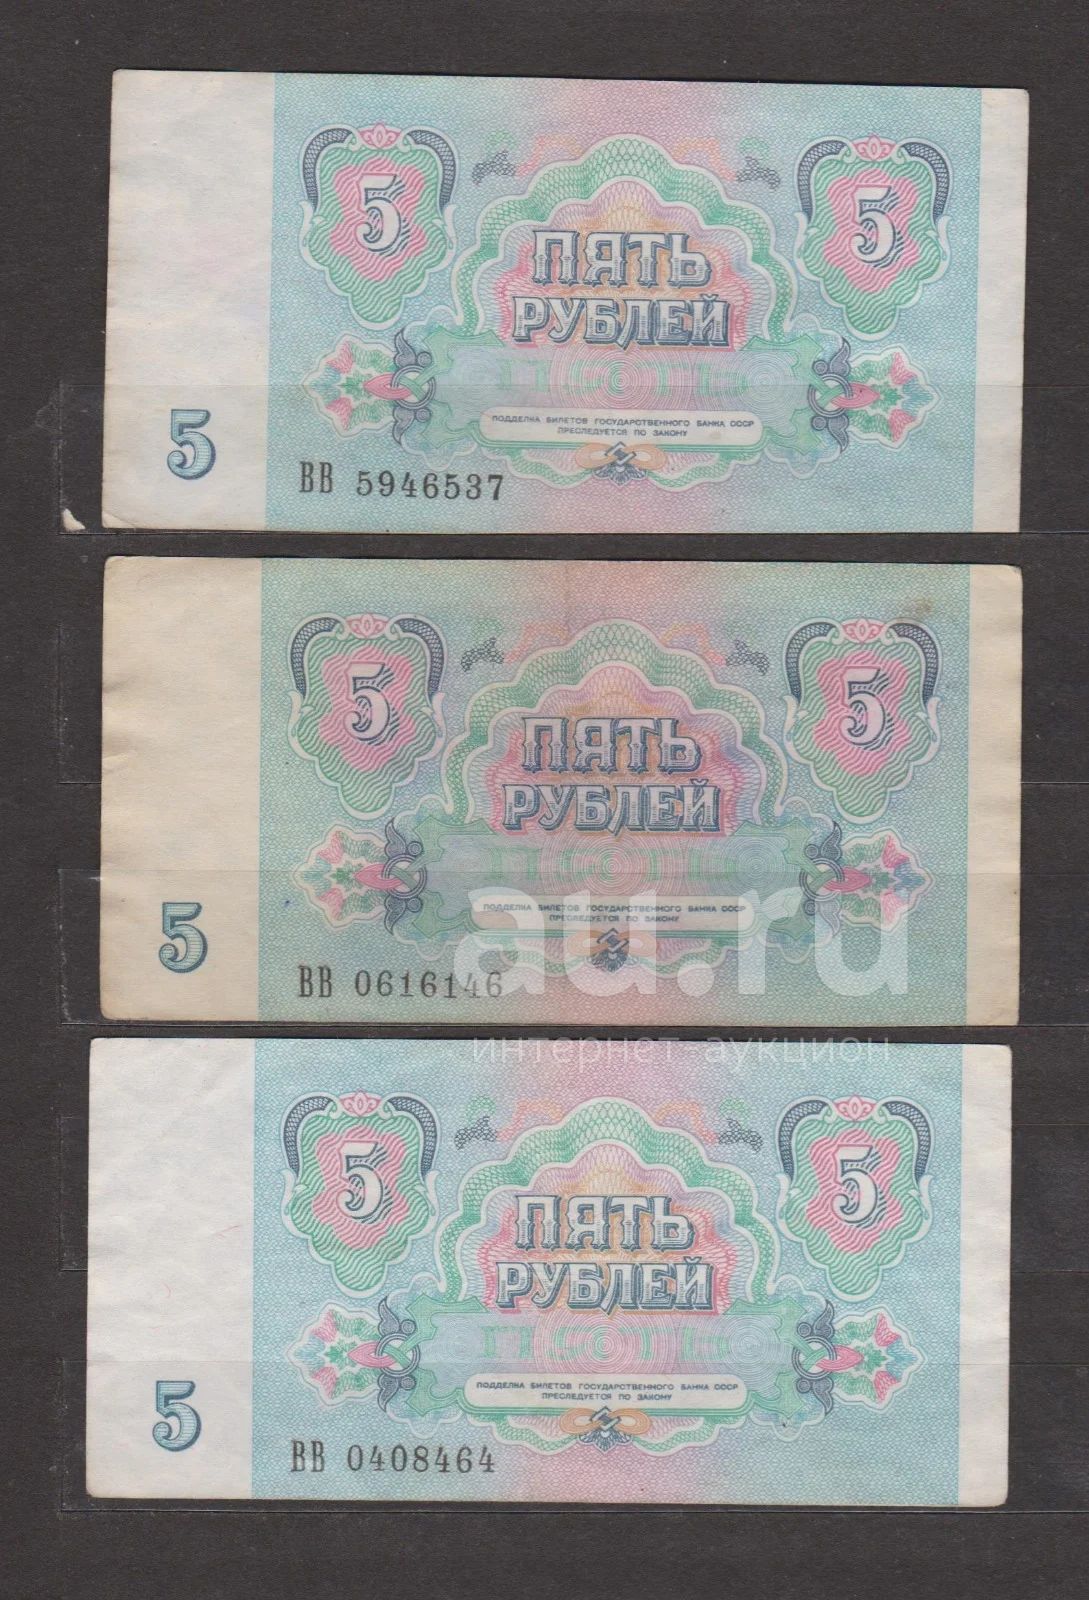 5 5
ПЯТЬ
РУБЛЕЙ
ПОДДЕЛКА БИЛЕТОВ ГОСУДАРСТВЕННОГО БАНКА СССР
ПРЕСЛЕДУЕТСЯ ПО ЗАКОНУ
5
ВВ 5946537
5 5
ПЯТЬ
РУБЛЕЙ
ПОДДЕЛКА БИЛЕТОВ ГОСУДАРСТВЕННОГО БАНКА СССР
ПРЕСЛЕДУЕТСЯ ПО ЗАКОНУ
5
ВВ 0616146
au.ru
интернет аукцион
5 5
ПЯТЬ
РУБЛЕЙ
ПОДДЕЛКА БИЛЕТОВ ГОСУДАРСТВЕННОГО БАНКА СССР
ПРЕСЛЕДУЕТСЯ ПО ЗАКОНУ
5
ВВ 0408464